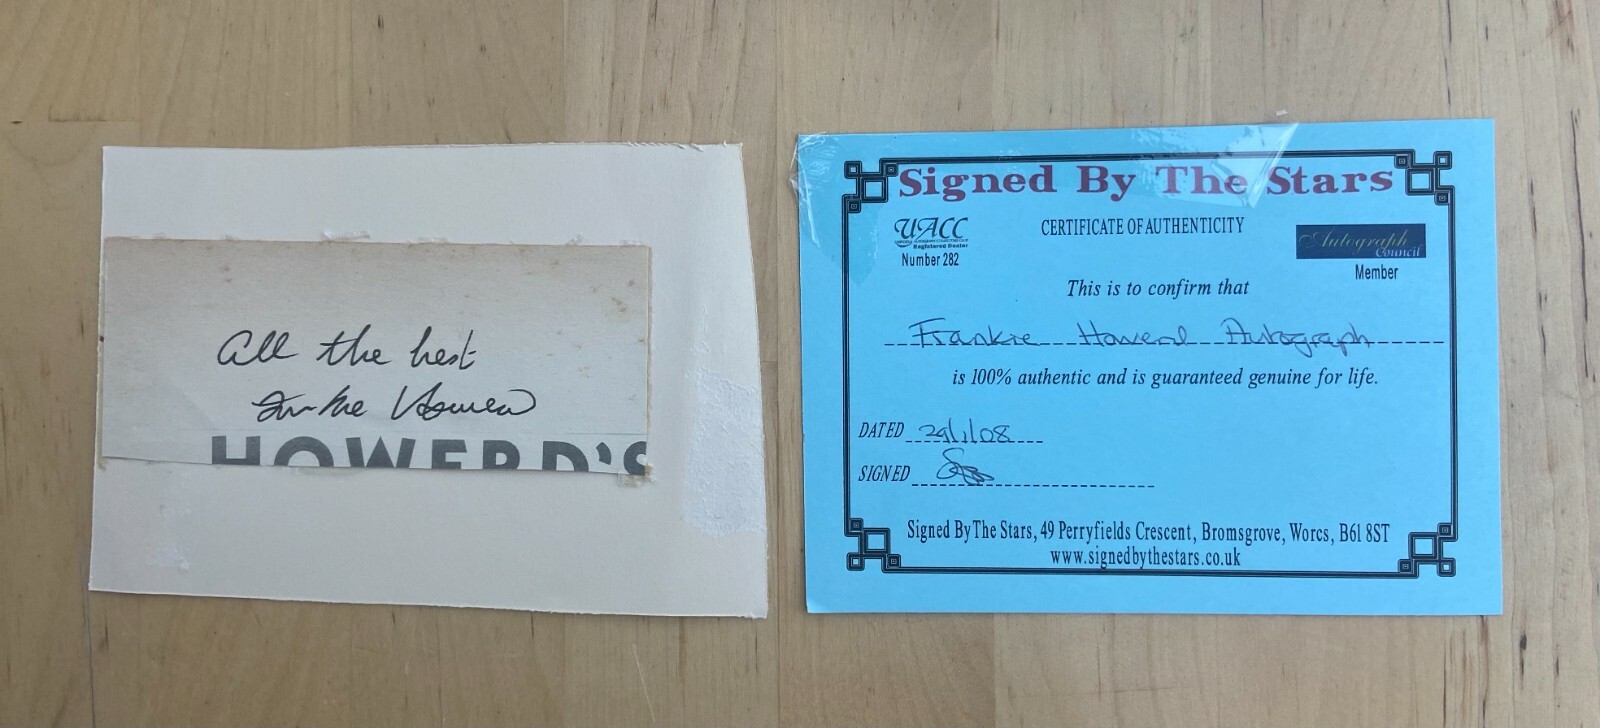 All the best
Frankie Howerd
HOWERD'S
Signed By The Stars
UACC
Registered Dealer
Number 282
CERTIFICATE OF AUTHENTICITY
Autograph
Council
Member
This is to confirm that
Frankie Howerd Autograph
is 100% authentic and is guaranteed genuine for life.
DATED 29/1/08
SIGNED
Signed By The Stars, 49 Perryfields Crescent, Bromsgrove, Worcs, B61 8ST
www.signedbythestars.co.uk